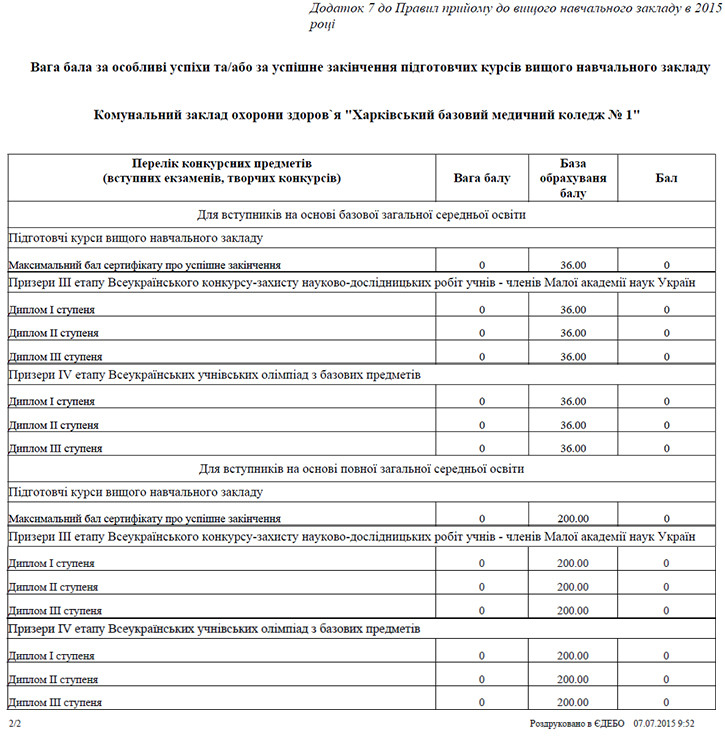 Додаток 7 до Правил прийому до вищого навчального закладу в 2015
році
Вага бала за особливі успіхи та/або за успішне закінчення підготовчих курсів вищого навчального закладу
Комунальний заклад охорони здоров`я "Харківський базовий медичний коледж № 1"
Перелік конкурсних предметів
(вступних екзаменів, творчих конкурсів)
Вага балу
База
обрахуваня
балу
Бал
Для вступників на основі базової загальної середньої освіти
Підготовчі курси вищого навчального закладу
Максимальний бал сертифікату про успішне закінчення 0 36.00 0
Призери III етапу Всеукраїнського конкурсу-захисту науково-дослідницьких робіт учнів - членів Малої академії наук Україн
Диплом I ступеня 0 36.00 0
Диплом II ступеня 0 36.00 0
Диплом III ступеня 0 36.00 0
Призери IV етапу Всеукраїнських учнівських олімпіад з базових предметів
Диплом I ступеня 0 36.00 0
Диплом II ступеня 0 36.00 0
Диплом III ступеня 0 36.00 0
Для вступників на основі повної загальної середньої освіти
Підготовчі курси вищого навчального закладу
Максимальний бал сертифікату про успішне закінчення 0 200.00 0
Призери III етапу Всеукраїнського конкурсу-захисту науково-дослідницьких робіт учнів - членів Малої академії наук Україн
Диплом I ступеня 0 200.00 0
Диплом II ступеня 0 200.00 0
Диплом III ступеня 0 200.00 0
Призери IV етапу Всеукраїнських учнівських олімпіад з базових предметів
Диплом I ступеня 0 200.00 0
Диплом II ступеня 0 200.00 0
Диплом III ступеня 0 200.00 0
2/2 Роздруковано в ЄДЕБО 07.07.2015 9:52